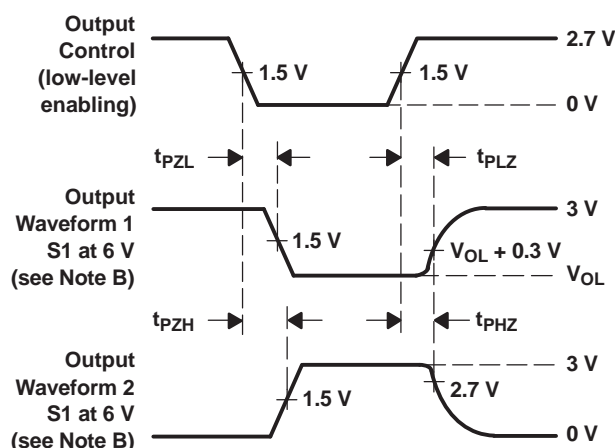 Output
Control
(low-level
enabling)
1.5 V
1.5 V
2.7 V
0 V
tPZL
tPLZ
Output
Waveform 1
S1 at 6 V
(see Note B)
1.5 V
3 V
VOL + 0.3 V
VOL
tPZH
tPHZ
Output
Waveform 2
S1 at 6 V
(see Note B)
1.5 V
3 V
2.7 V
0 V